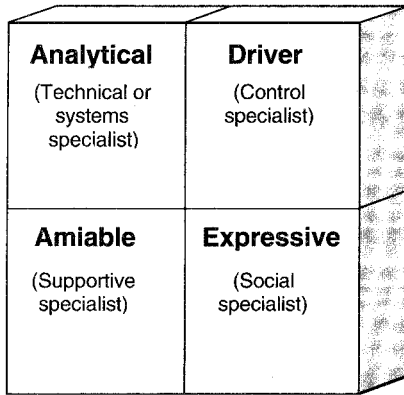 Analytical
(Technical or
systems
specialist)
Driver
(Control
specialist)
Amiable
(Supportive
specialist)
Expressive
(Social
specialist)